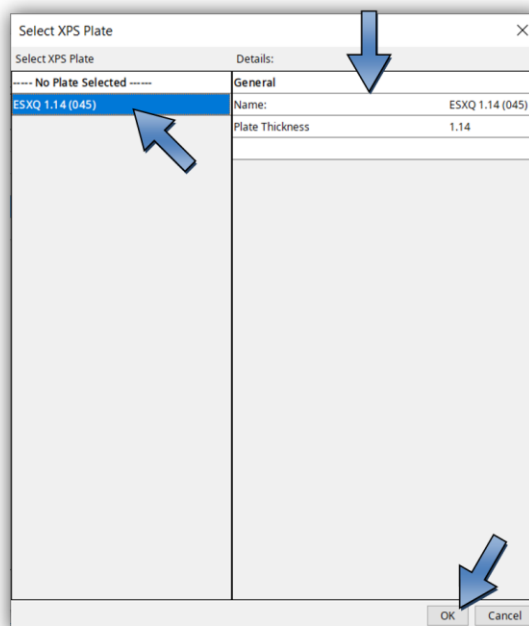 Select XPS Plate
Select XPS Plate
Details:
----- No Plate Selected ------
ESXQ 1.14 (045)
General
Name: ESXQ 1.14 (045)
Plate Thickness 1.14
OK Cancel